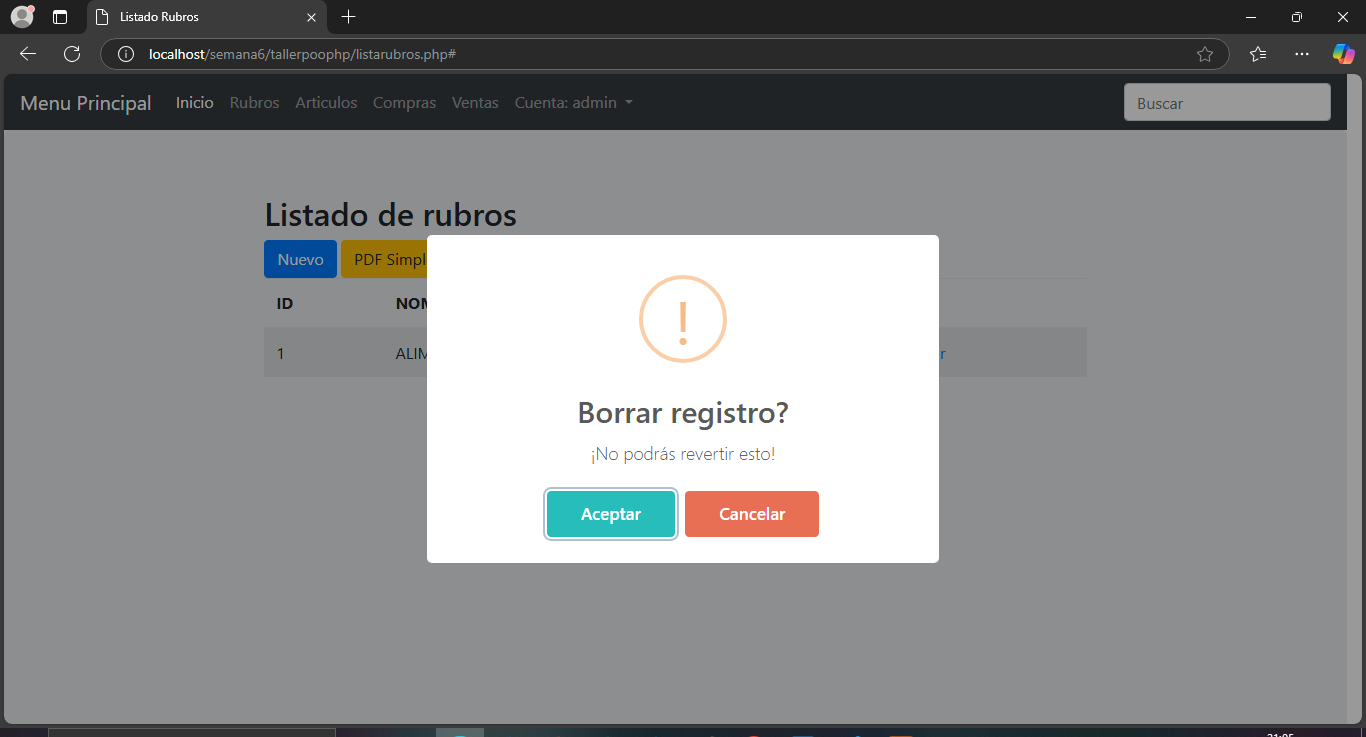 Listado Rubros
localhost/semana6/tallerpoophp/listarubros.php#
Menu Principal Inicio Rubros Articulos Compras Ventas Cuenta: admin Buscar
Listado de rubros
Nuevo PDF Simpl
ID NOM
1 ALIM r
!
Borrar registro?
¡No podrás revertir esto!
Aceptar Cancelar